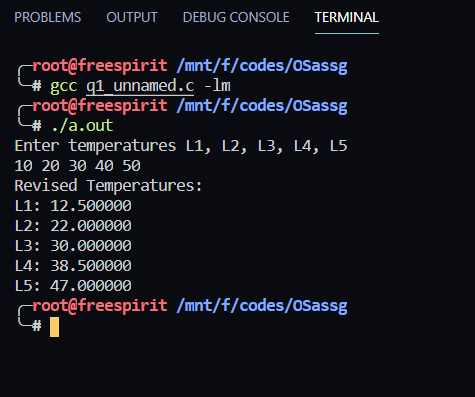 PROBLEMS OUTPUT DEBUG CONSOLE TERMINAL
╭─root@freespirit /mnt/f/codes/OSassg
╰─# gcc q1_unnamed.c -lm
╭─root@freespirit /mnt/f/codes/OSassg
╰─# ./a.out
Enter temperatures L1, L2, L3, L4, L5
10 20 30 40 50
Revised Temperatures:
L1: 12.500000
L2: 22.000000
L3: 30.000000
L4: 38.500000
L5: 47.000000
╭─root@freespirit /mnt/f/codes/OSassg
╰─#